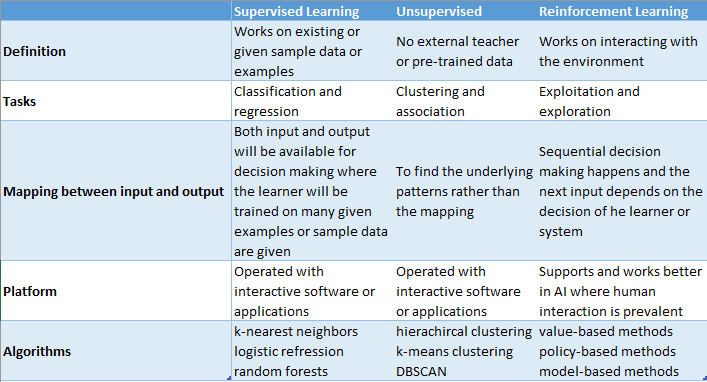 Supervised Learning Unsupervised Reinforcement Learning
Definition
Works on existing or
given sample data or
examples
No external teacher
or pre-trained data
Works on interacting with
the environment
Tasks
Classification and
regression
Clustering and
association
Exploitation and
exploration
Mapping between input and output
Both input and output
will be available for
decision making where
the learner will be
trained on many given
examples or sample data
are given
To find the underlying
patterns rather than
the mapping
Sequential decision
making happens and the
next input depends on the
decision of he learner or
system
Platform
Operated with
interactive software or
applications
Operated with
interactive software
or applications
Supports and works better
in AI where human
interaction is prevalent
Algorithms
k-nearest neighbors
logistic refression
random forests
hierachircal clustering
k-means clustering
DBSCAN
value-based methods
policy-based methods
model-based methods